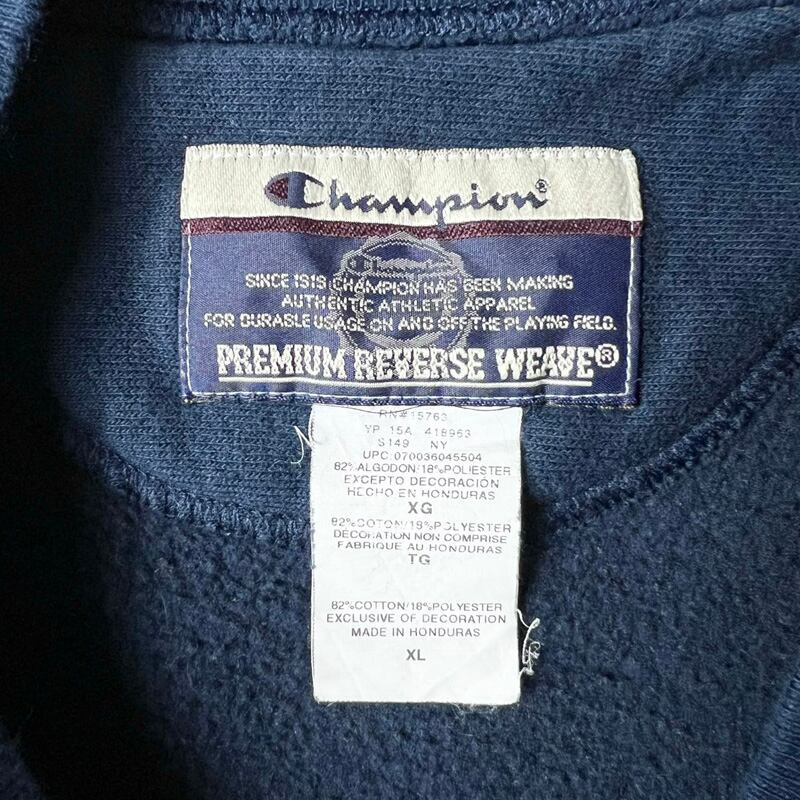 Champion®
Champion
SINCE 1919 CHAMPION HAS BEEN MAKING
AUTHENTIC ATHLETIC APPAREL
FOR DURABLE USAGE ON AND OFF THE PLAYING FIELD.
PREMIUM REVERSE WEAVE®
RN#15763
YP 15A 418963
S149 NY
UPC:070036045504
82%ALGODON/18%POLIESTER
EXCEPTO DECORACIÓN
HECHO EN HONDURAS
XG
82%COTON/18%POLYESTER
DÉCORATION NON COMPRISE
FABRIQUE AU HONDURAS
TG
82%COTTON/18%POLYESTER
EXCLUSIVE OF DECORATION
MADE IN HONDURAS
XL